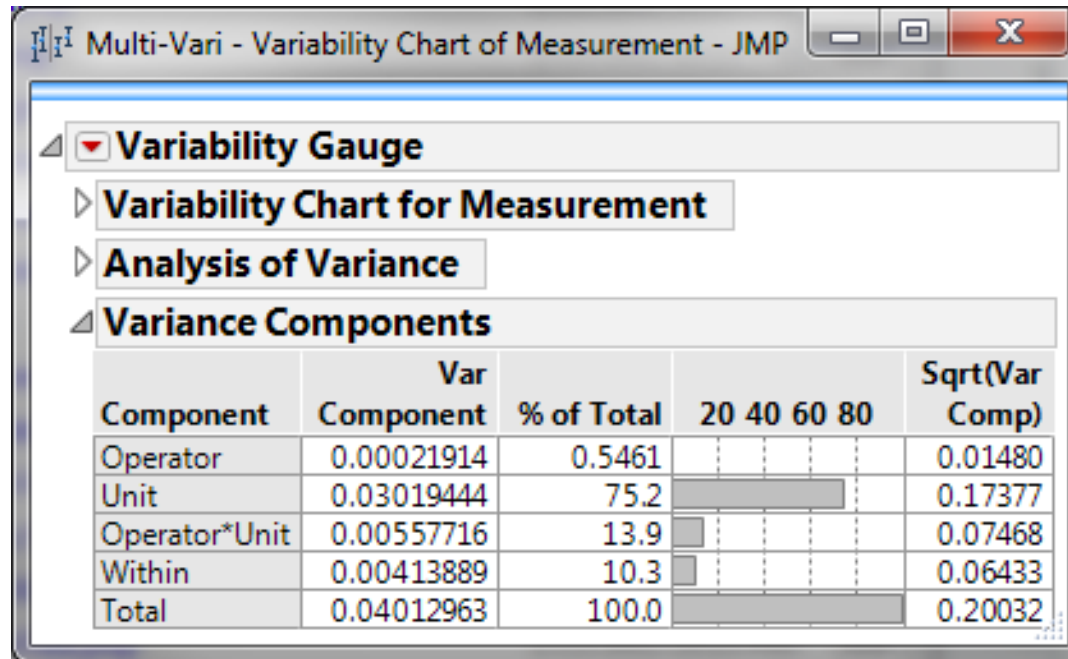 Multi-Vari - Variability Chart of Measurement - JMP
Variability Gauge
Variability Chart for Measurement
Analysis of Variance
Variance Components
Component Var Component % of Total 20 40 60 80 Sqrt(Var Comp)
Operator 0.00021914 0.5461 0.01480
Unit 0.03019444 75.2 0.17377
Operator*Unit 0.00557716 13.9 0.07468
Within 0.00413889 10.3 0.06433
Total 0.04012963 100.0 0.20032